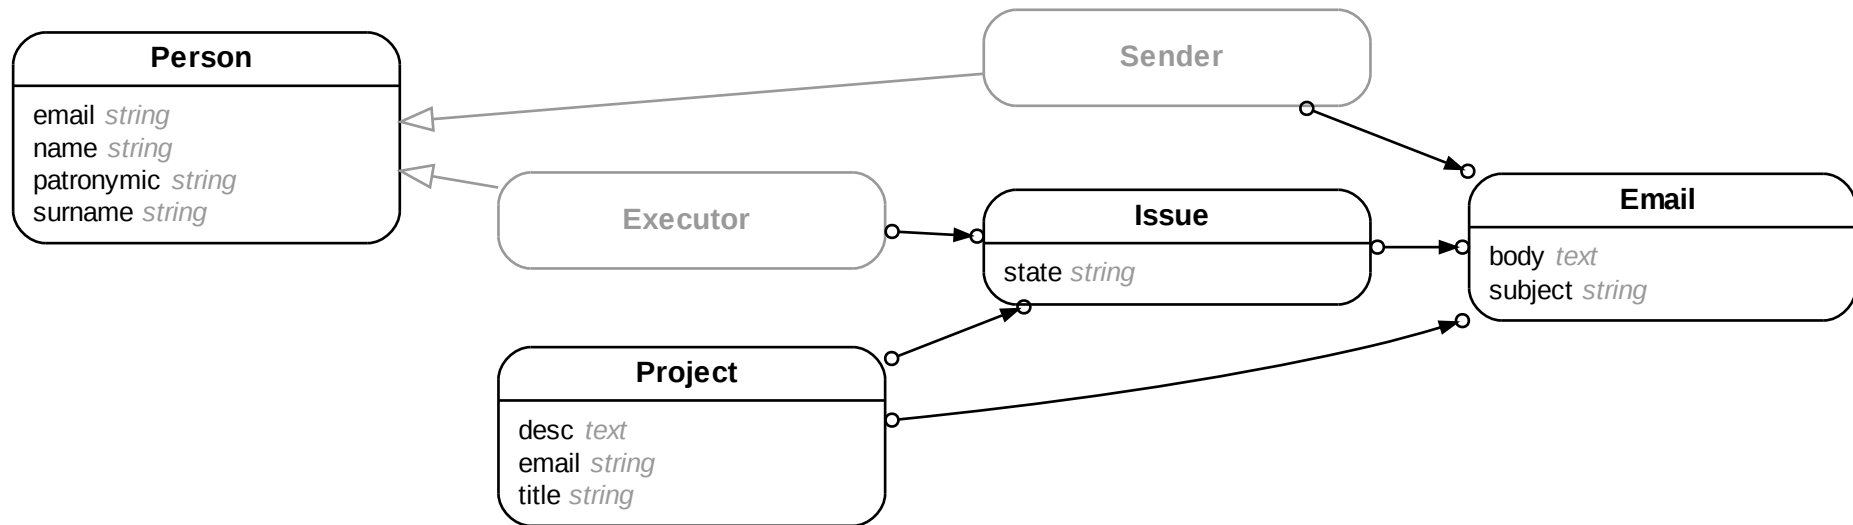 Person
email string
name string
patronymic string
surname string
Sender
Executor
Issue
state string
Email
body text
subject string
Project
desc text
email string
title string